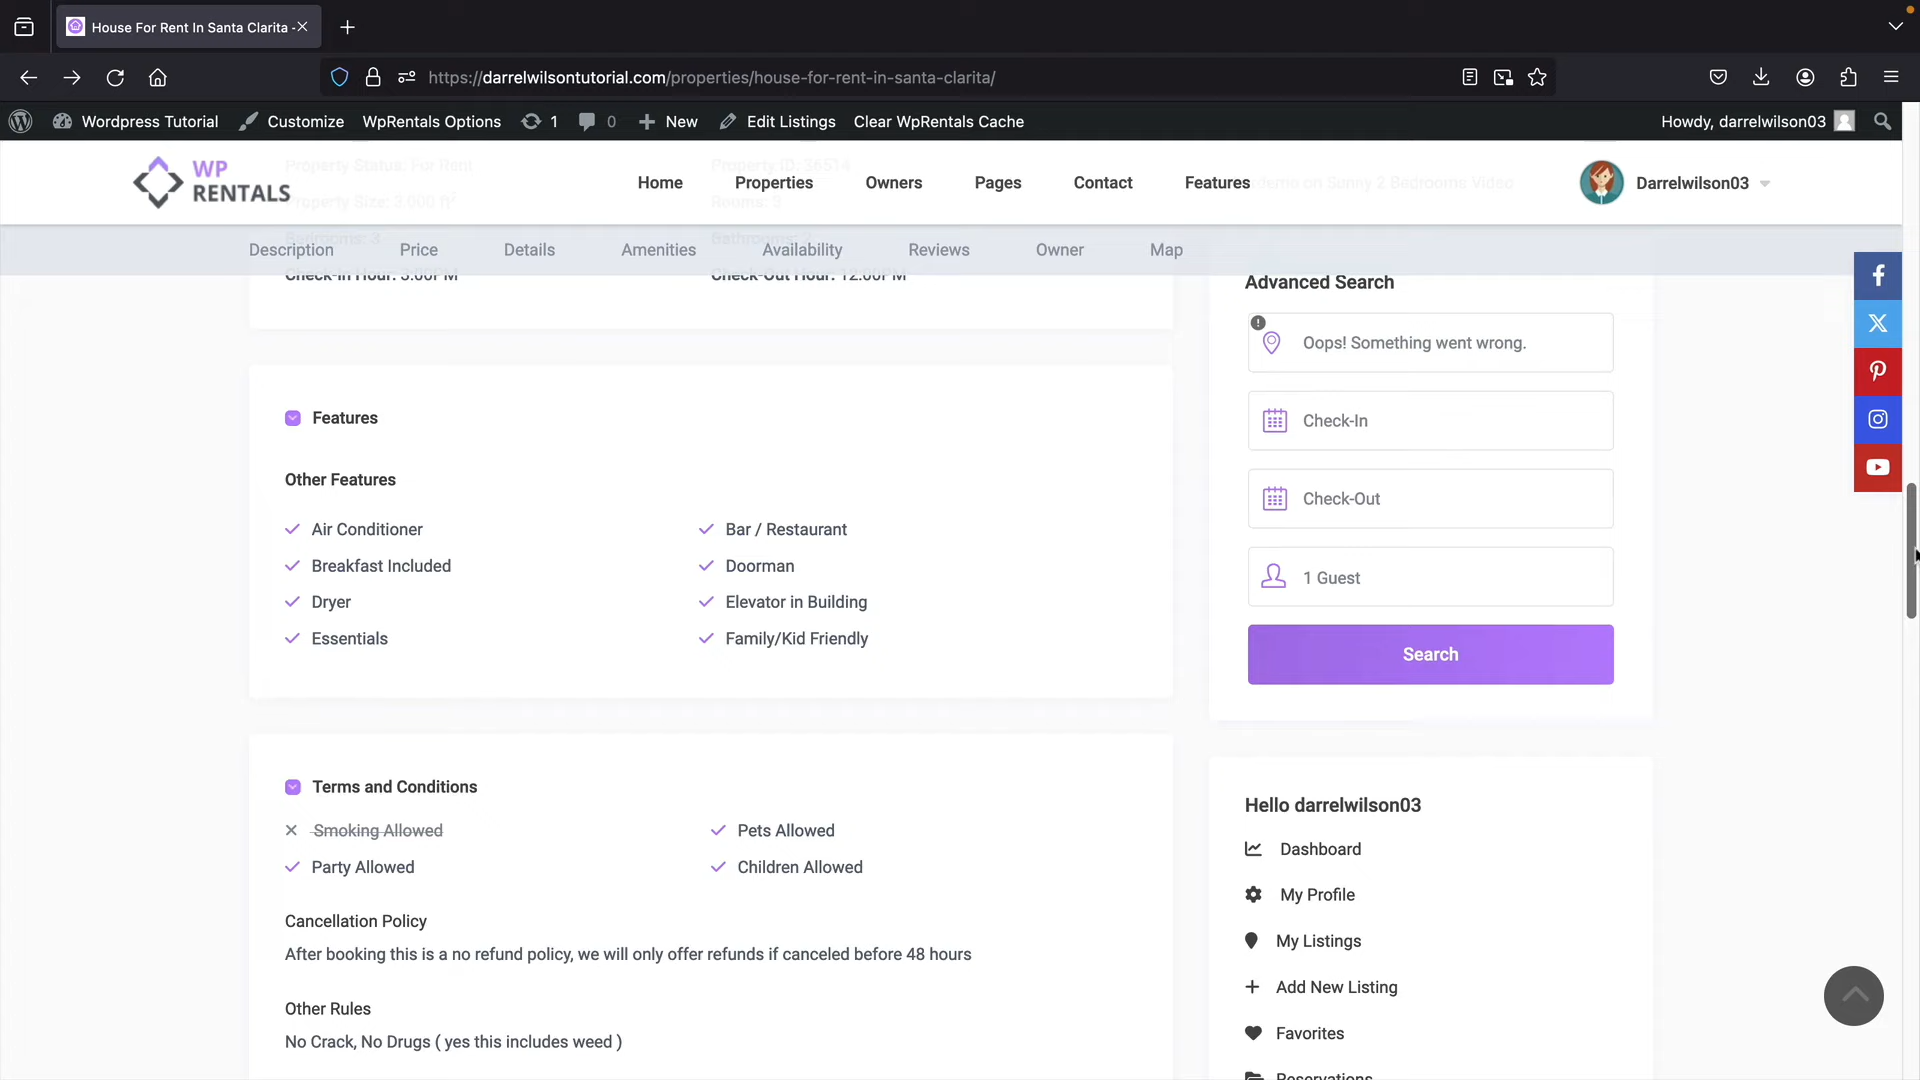 House For Rent In Santa Clarita -
https://darrelwilsontutorial.com/properties/house-for-rent-in-santa-clarita/
Wordpress Tutorial Customize WpRentals Options 1 0 New Edit Listings Clear WpRentals Cache Howdy, darrelwilson03
WP
RENTALS
Home Properties Owners Pages Contact Features Darrelwilson03
Property Status: For Rent Property ID: 36514
Property Size: 3.000 ft² Rooms: 9
demo on Sonny 2 Bedrooms Video
Bedrooms: 3
Description Price Details Amenities Availability Reviews Owner Map
Check-In Hour: 3:00PM Check-Out Hour: 12:00PM
Features
Other Features
Air Conditioner Bar / Restaurant
Breakfast Included Doorman
Dryer Elevator in Building
Essentials Family/Kid Friendly
Terms and Conditions
Smoking Allowed Pets Allowed
Party Allowed Children Allowed
Cancellation Policy
After booking this is a no refund policy, we will only offer refunds if canceled before 48 hours
Other Rules
No Crack, No Drugs ( yes this includes weed )
Advanced Search
Oops! Something went wrong.
Check-In
Check-Out
1 Guest
Search
Hello darrelwilson03
Dashboard
My Profile
My Listings
Add New Listing
Favorites
Reservations